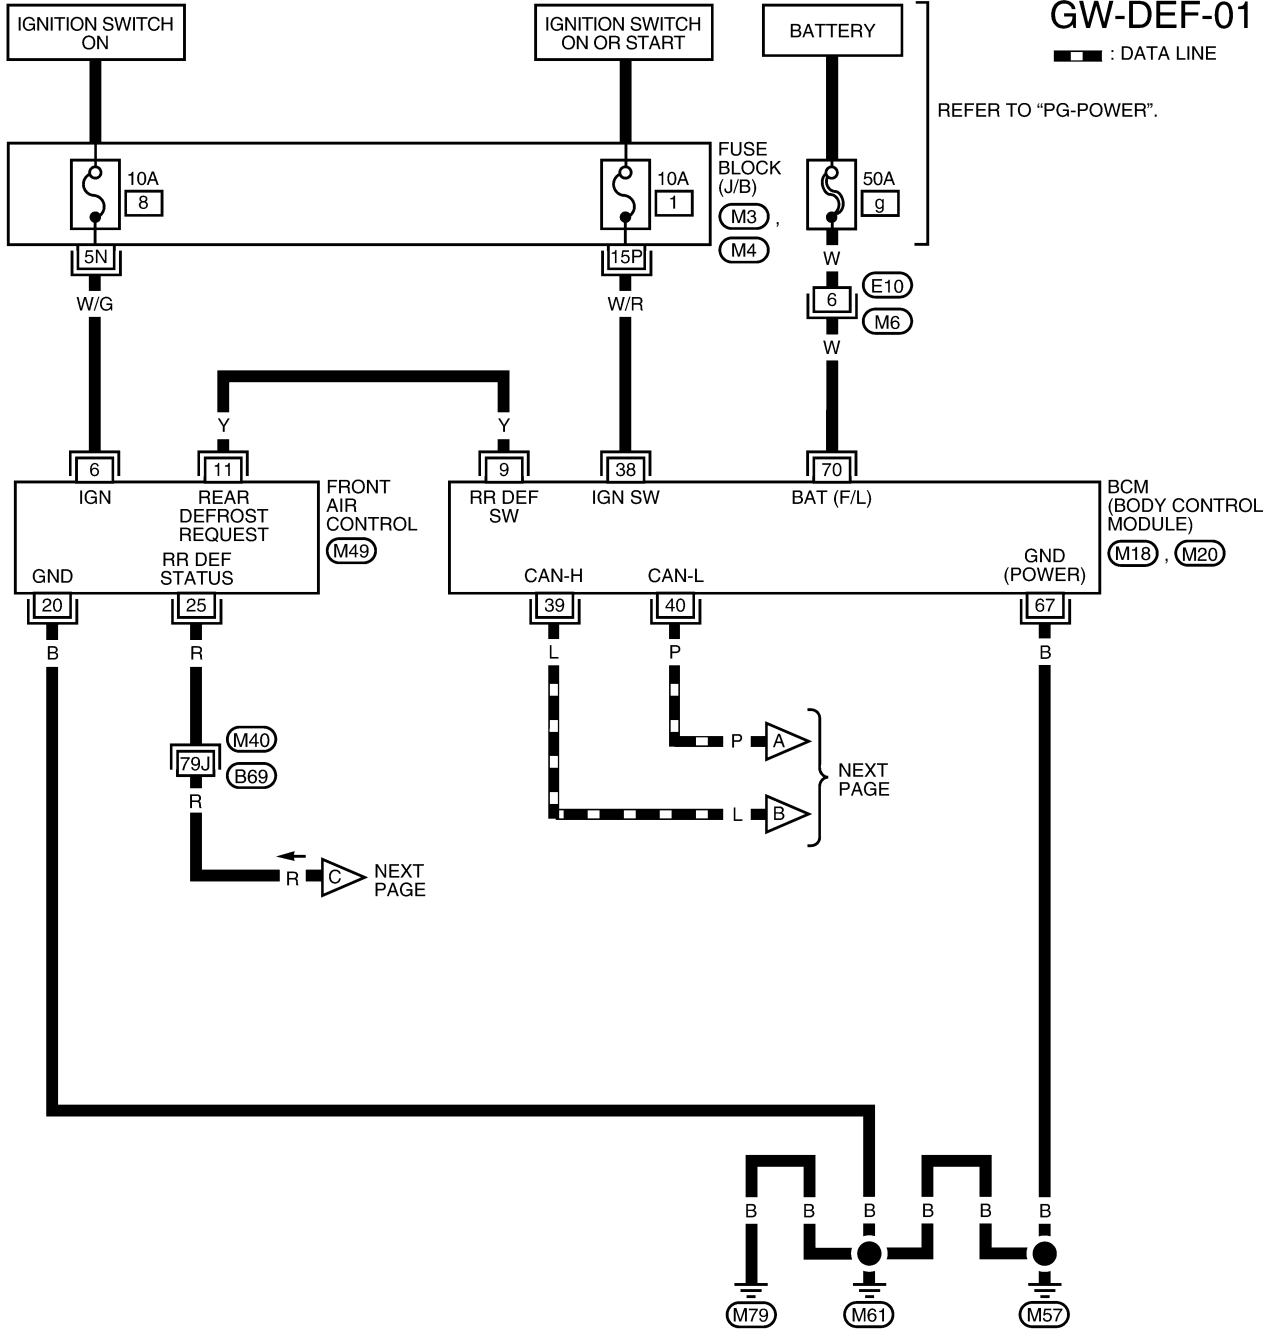 GW-DEF-01
: DATA LINE
IGNITION SWITCH
ON
IGNITION SWITCH
ON OR START
BATTERY
REFER TO “PG-POWER”.
10A
8
10A
1
FUSE
BLOCK
(J/B)
M3 ,
M4
50A
g
5N
15P
W
W/G
W/R
6
E10
M6
W
Y
Y
6
11
9
38
70
IGN
REAR
DEFROST
REQUEST
RR DEF
STATUS
GND
FRONT
AIR
CONTROL
M49
RR DEF
SW
IGN SW
BAT (F/L)
CAN-H
CAN-L
GND
(POWER)
BCM
(BODY CONTROL
MODULE)
M18 , M20
20
25
39
40
67
B
R
L
P
B
M40
79J
B69
R
P
A
L
B
NEXT
PAGE
R
C
NEXT
PAGE
B
B
B
B
B
B
M79
M61
M57